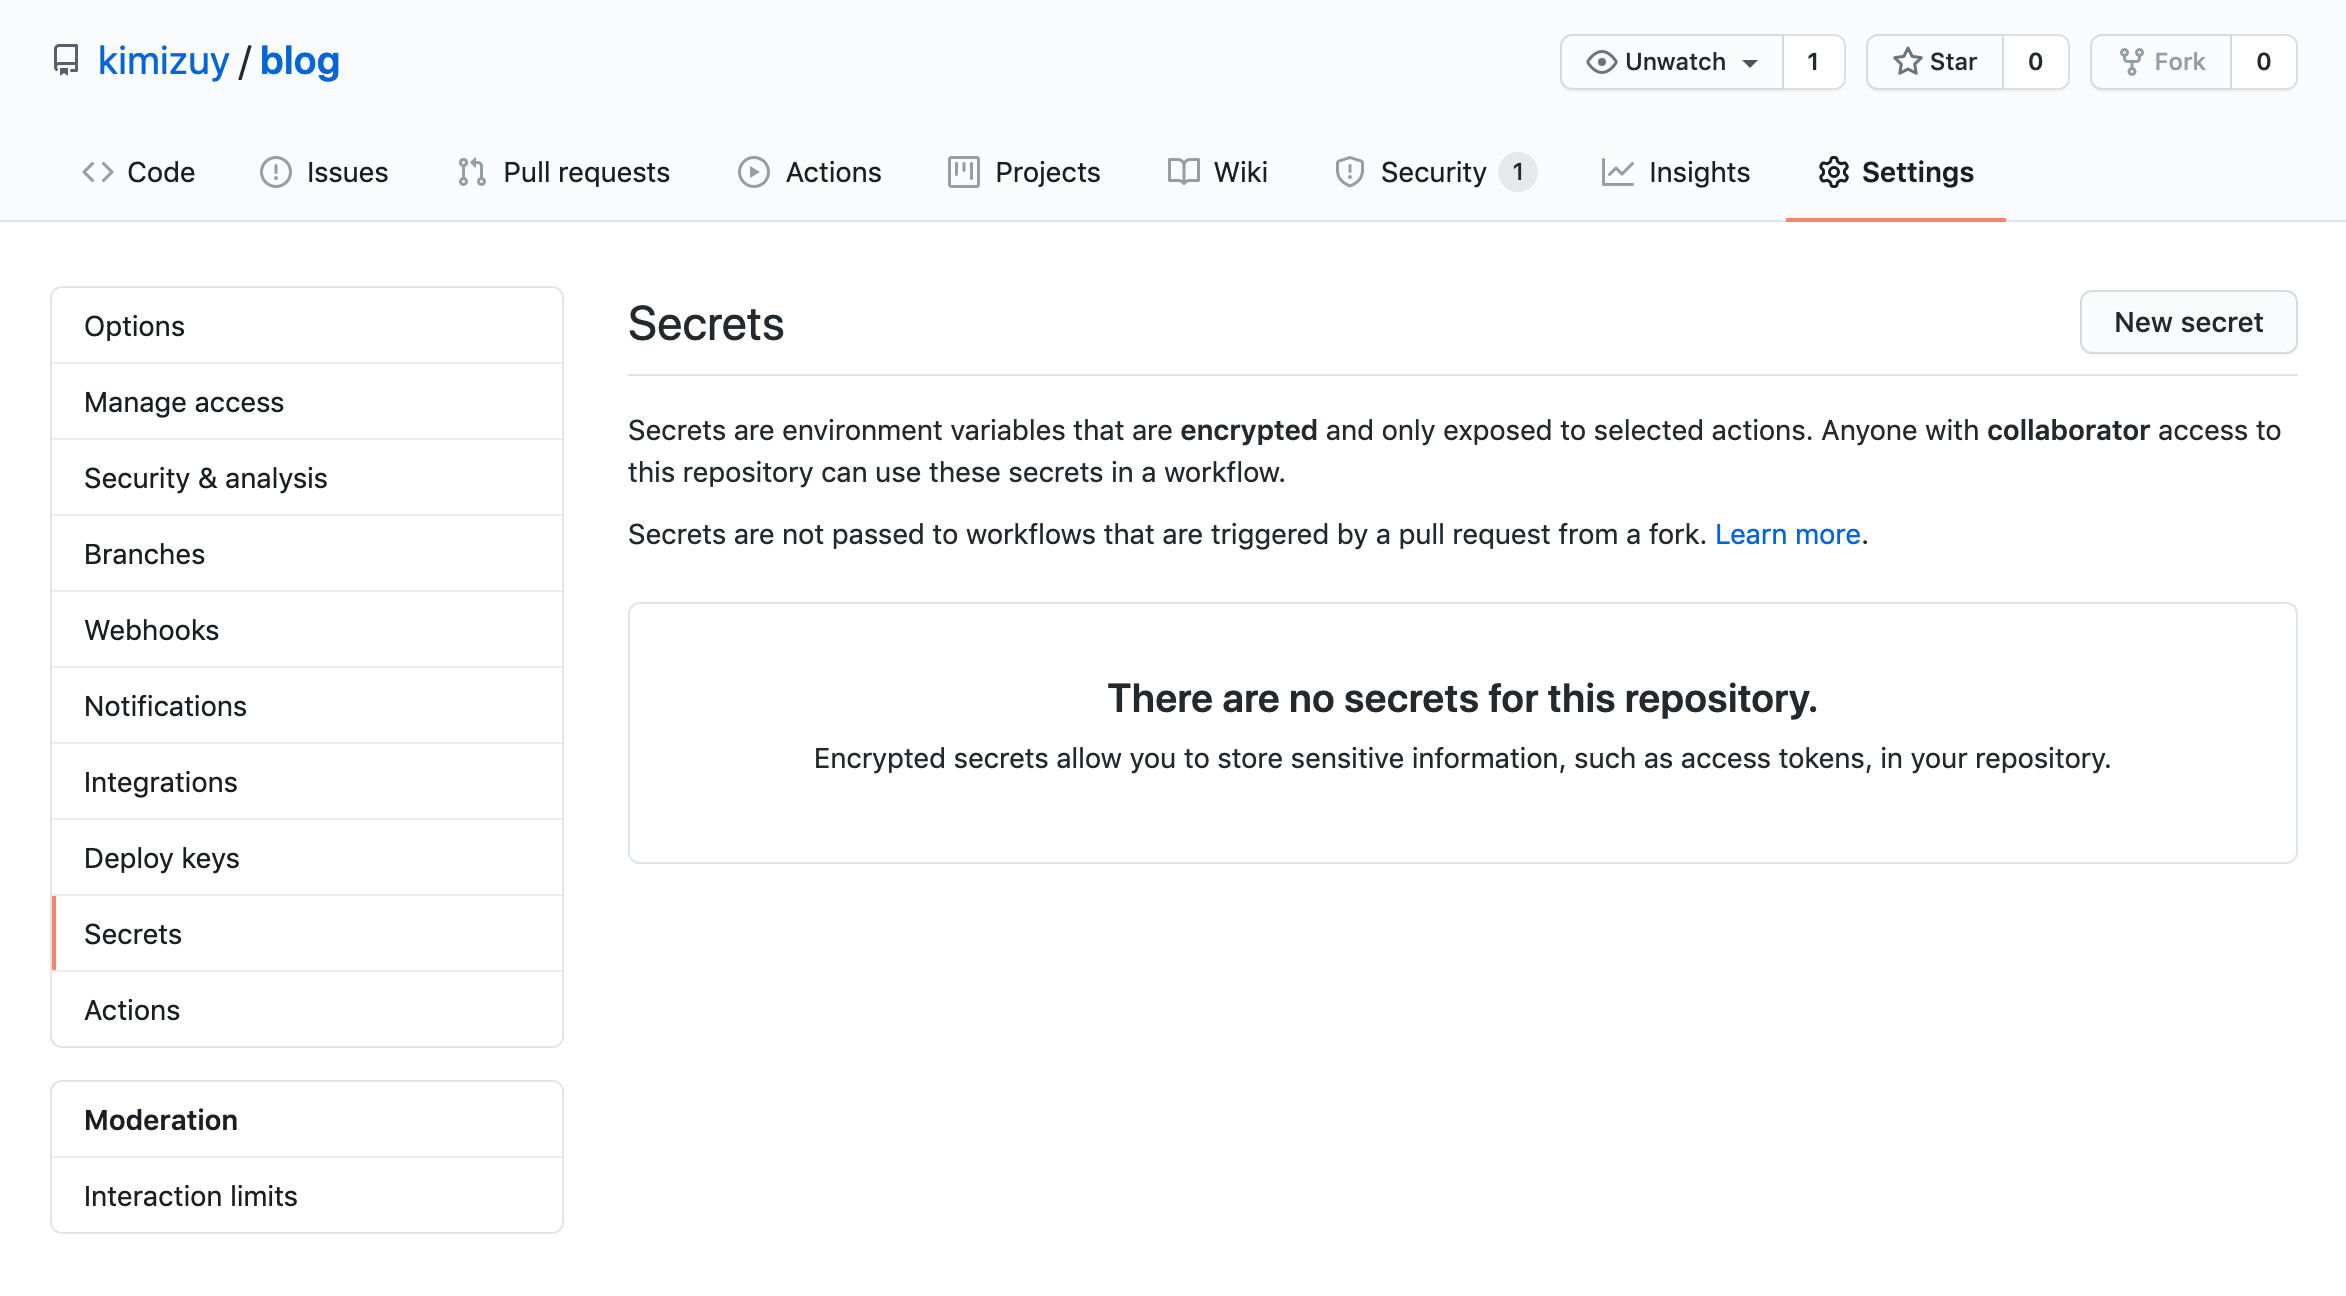 kimizuy / blog
Unwatch 1
Star 0
Fork 0
Code
Issues
Pull requests
Actions
Projects
Wiki
Security 1
Insights
Settings
Options
Manage access
Security & analysis
Branches
Webhooks
Notifications
Integrations
Deploy keys
Secrets
Actions
Moderation
Interaction limits
Secrets
New secret
Secrets are environment variables that are encrypted and only exposed to selected actions. Anyone with collaborator access to
this repository can use these secrets in a workflow.
Secrets are not passed to workflows that are triggered by a pull request from a fork. Learn more.
There are no secrets for this repository.
Encrypted secrets allow you to store sensitive information, such as access tokens, in your repository.